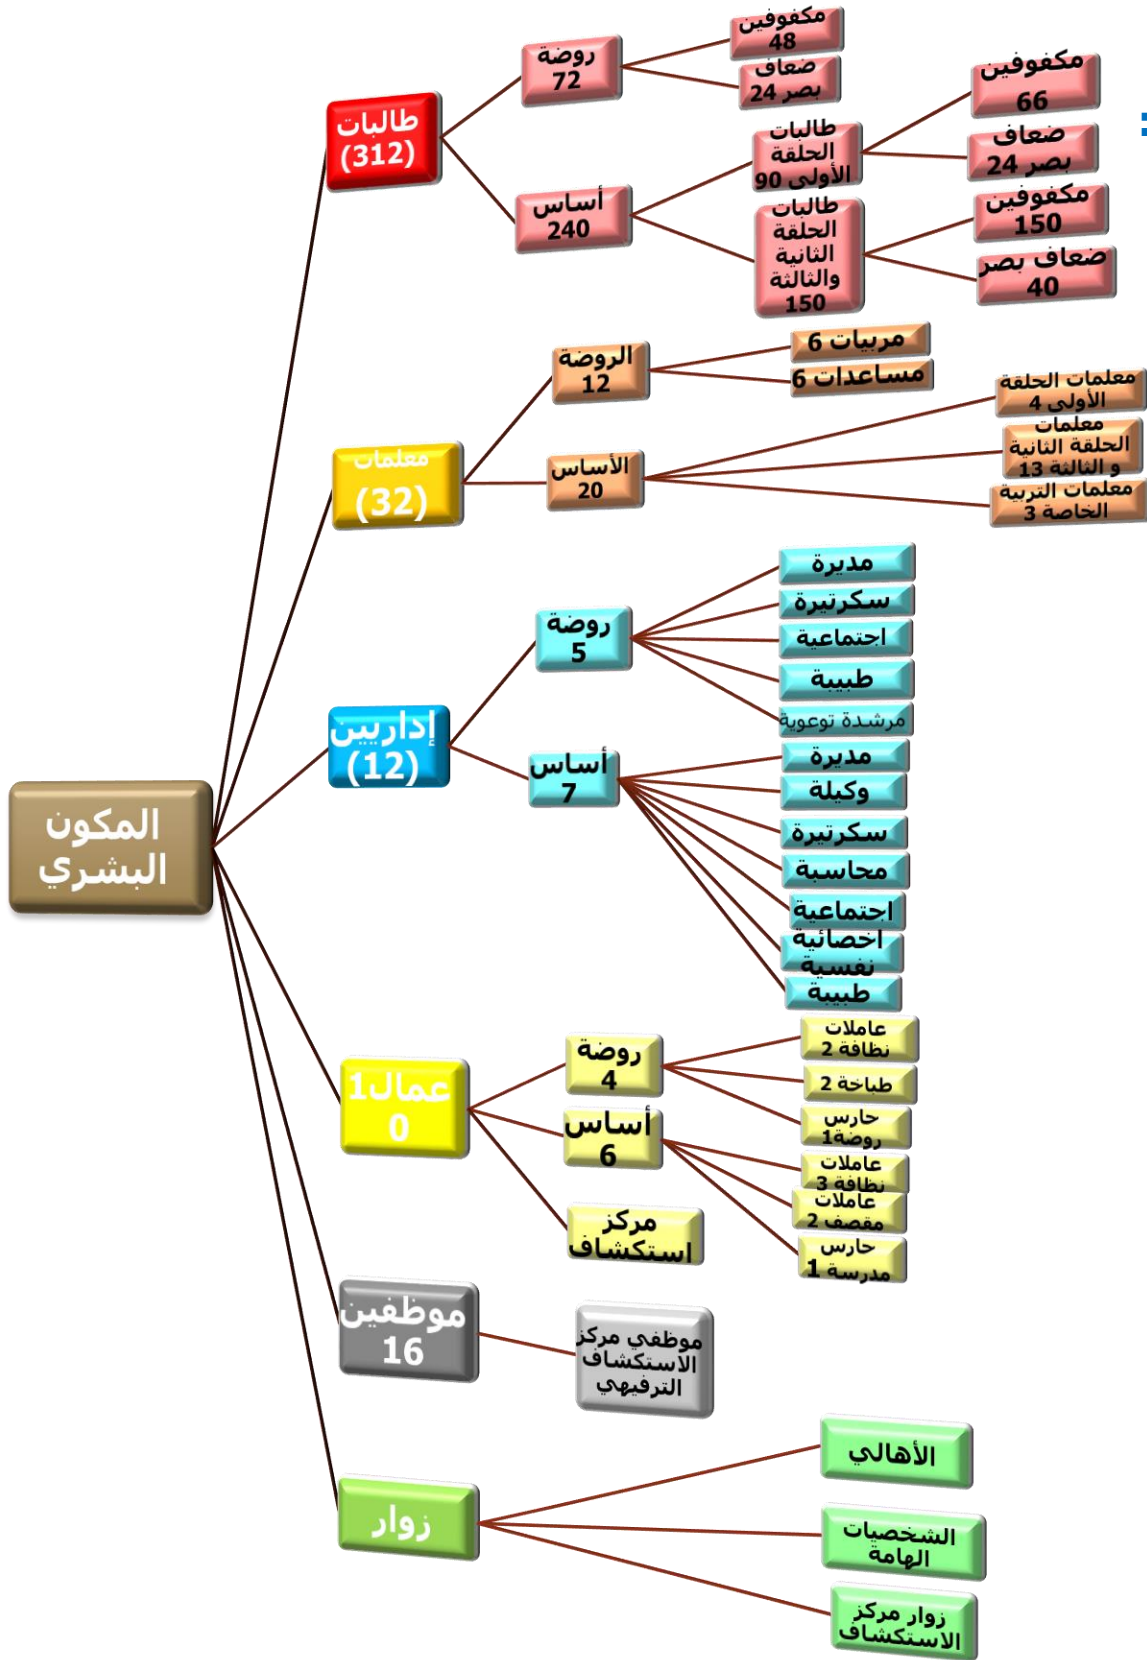 المكون
البشري
طالبات
(312)
روضة
72
مكفوفين
48
ضعاف
بصر 24
أساس
240
طالبات
الحلقة
الأولى 90
مكفوفين
66
ضعاف
بصر 24
طالبات
الحلقة
الثانية
والثالثة
150
مكفوفين
150
ضعاف بصر
40
معلمات
(32)
الروضة
12
مربيات 6
مساعدات 6
الأساس
20
معلمات الحلقة
الأولى 4
معلمات
الحلقة الثانية
و الثالثة 13
معلمات التربية
الخاصة 3
إداريين
(12)
روضة
5
مديرة
سكرتيرة
اجتماعية
طبيبة
مرشدة توعوية
أساس
7
مديرة
وكيلة
سكرتيرة
محاسبة
اجتماعية
اخصائية
نفسية
طبيبة
عمال1
0
روضة
4
عاملات
نظافة 2
طباخة 2
حارس
روضة1
أساس
6
عاملات
نظافة 3
عاملات
مقصف 2
حارس
مدرسة 1
مركز
استكشاف
موظفين
16
موظفي مركز
الاستكشاف
الترفيهي
زوار
الأهالي
الشخصيات
الهامة
زوار مركز
الاستكشاف
: